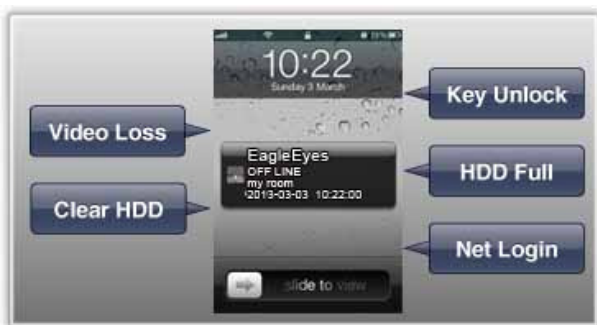 10:22
Sunday 3 March
Key Unlock
Video Loss
EagleEyes
OFF LINE
my room
2013-03-03 10:22:00
HDD Full
Clear HDD
Net Login
slide to view